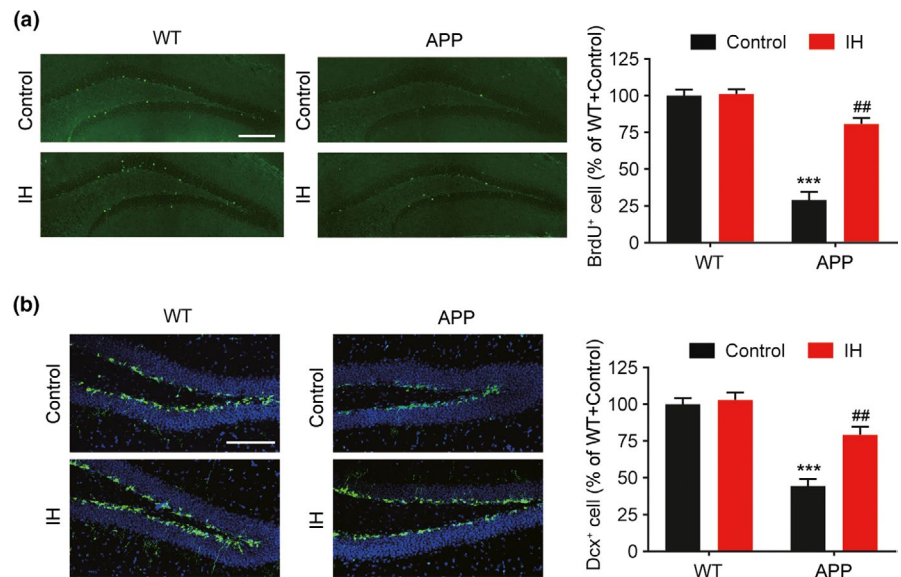 (a)
WT
APP
Control
IH
Control
IH
Control
IH
BrdU⁺ cell (% of WT+Control)
125
100
75
50
25
0
***
##
WT
APP
(b)
WT
APP
Control
IH
Control
IH
Control
IH
Dcx⁺ cell (% of WT+Control)
125
100
75
50
25
0
***
##
WT
APP